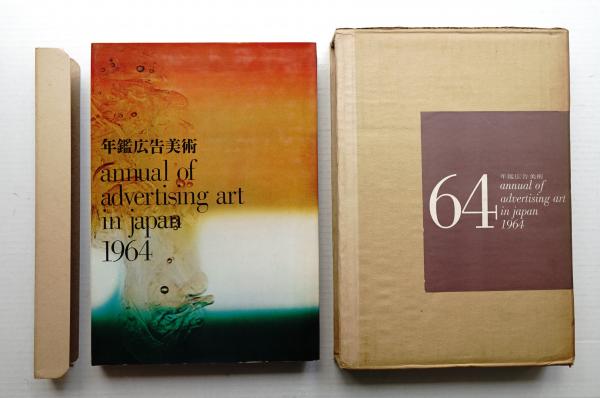 年鑑広告美術
annual of
advertising art
in japan
1964
64
年鑑広告美術
annual of
advertising art
in japan
1964